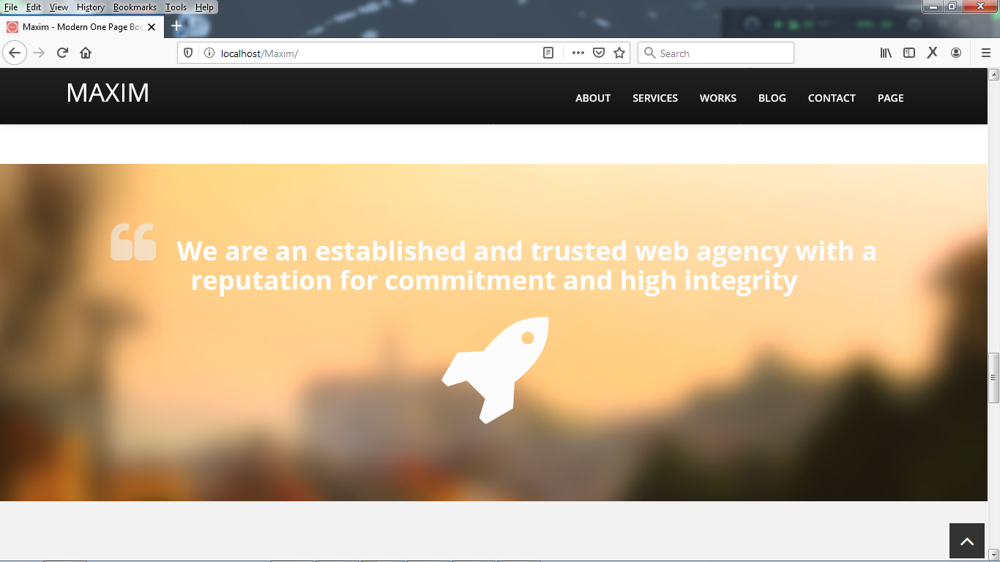 File Edit View History Bookmarks Tools Help
Maxim - Modern One Page Boo
localhost/Maxim/
Search
MAXIM
ABOUT SERVICES WORKS BLOG CONTACT PAGE
We are an established and trusted web agency with a
reputation for commitment and high integrity